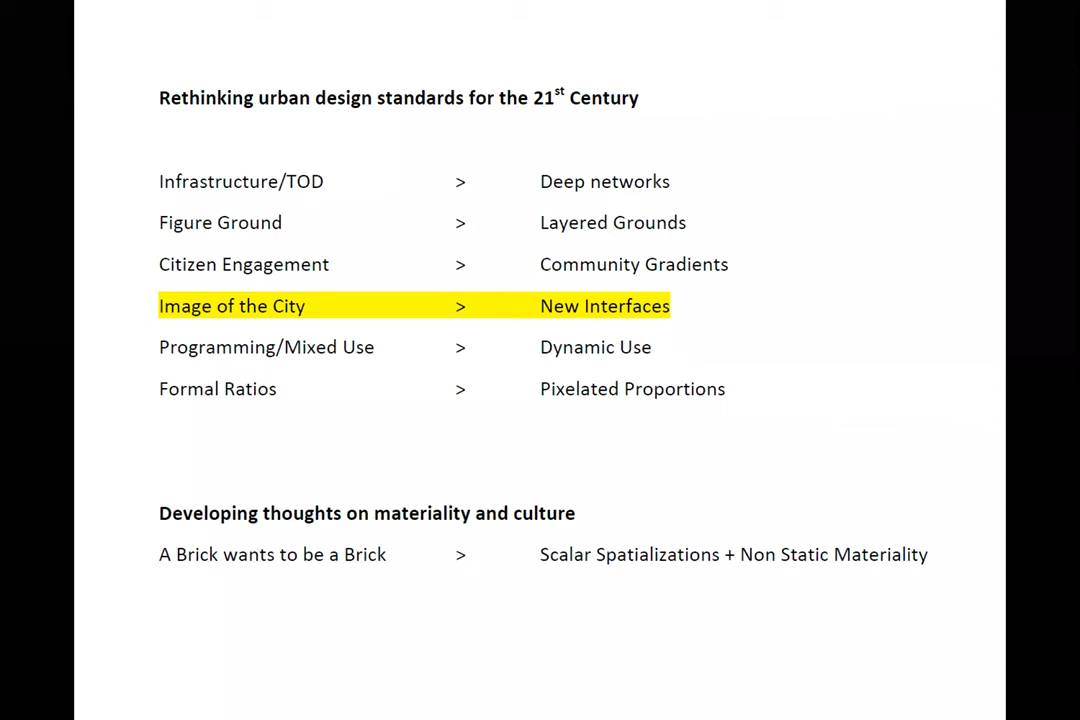 Rethinking urban design standards for the 21st Century
Infrastructure/TOD > Deep networks
Figure Ground > Layered Grounds
Citizen Engagement > Community Gradients
Image of the City > New Interfaces
Programming/Mixed Use > Dynamic Use
Formal Ratios > Pixelated Proportions
Developing thoughts on materiality and culture
A Brick wants to be a Brick > Scalar Spatializations + Non Static Materiality